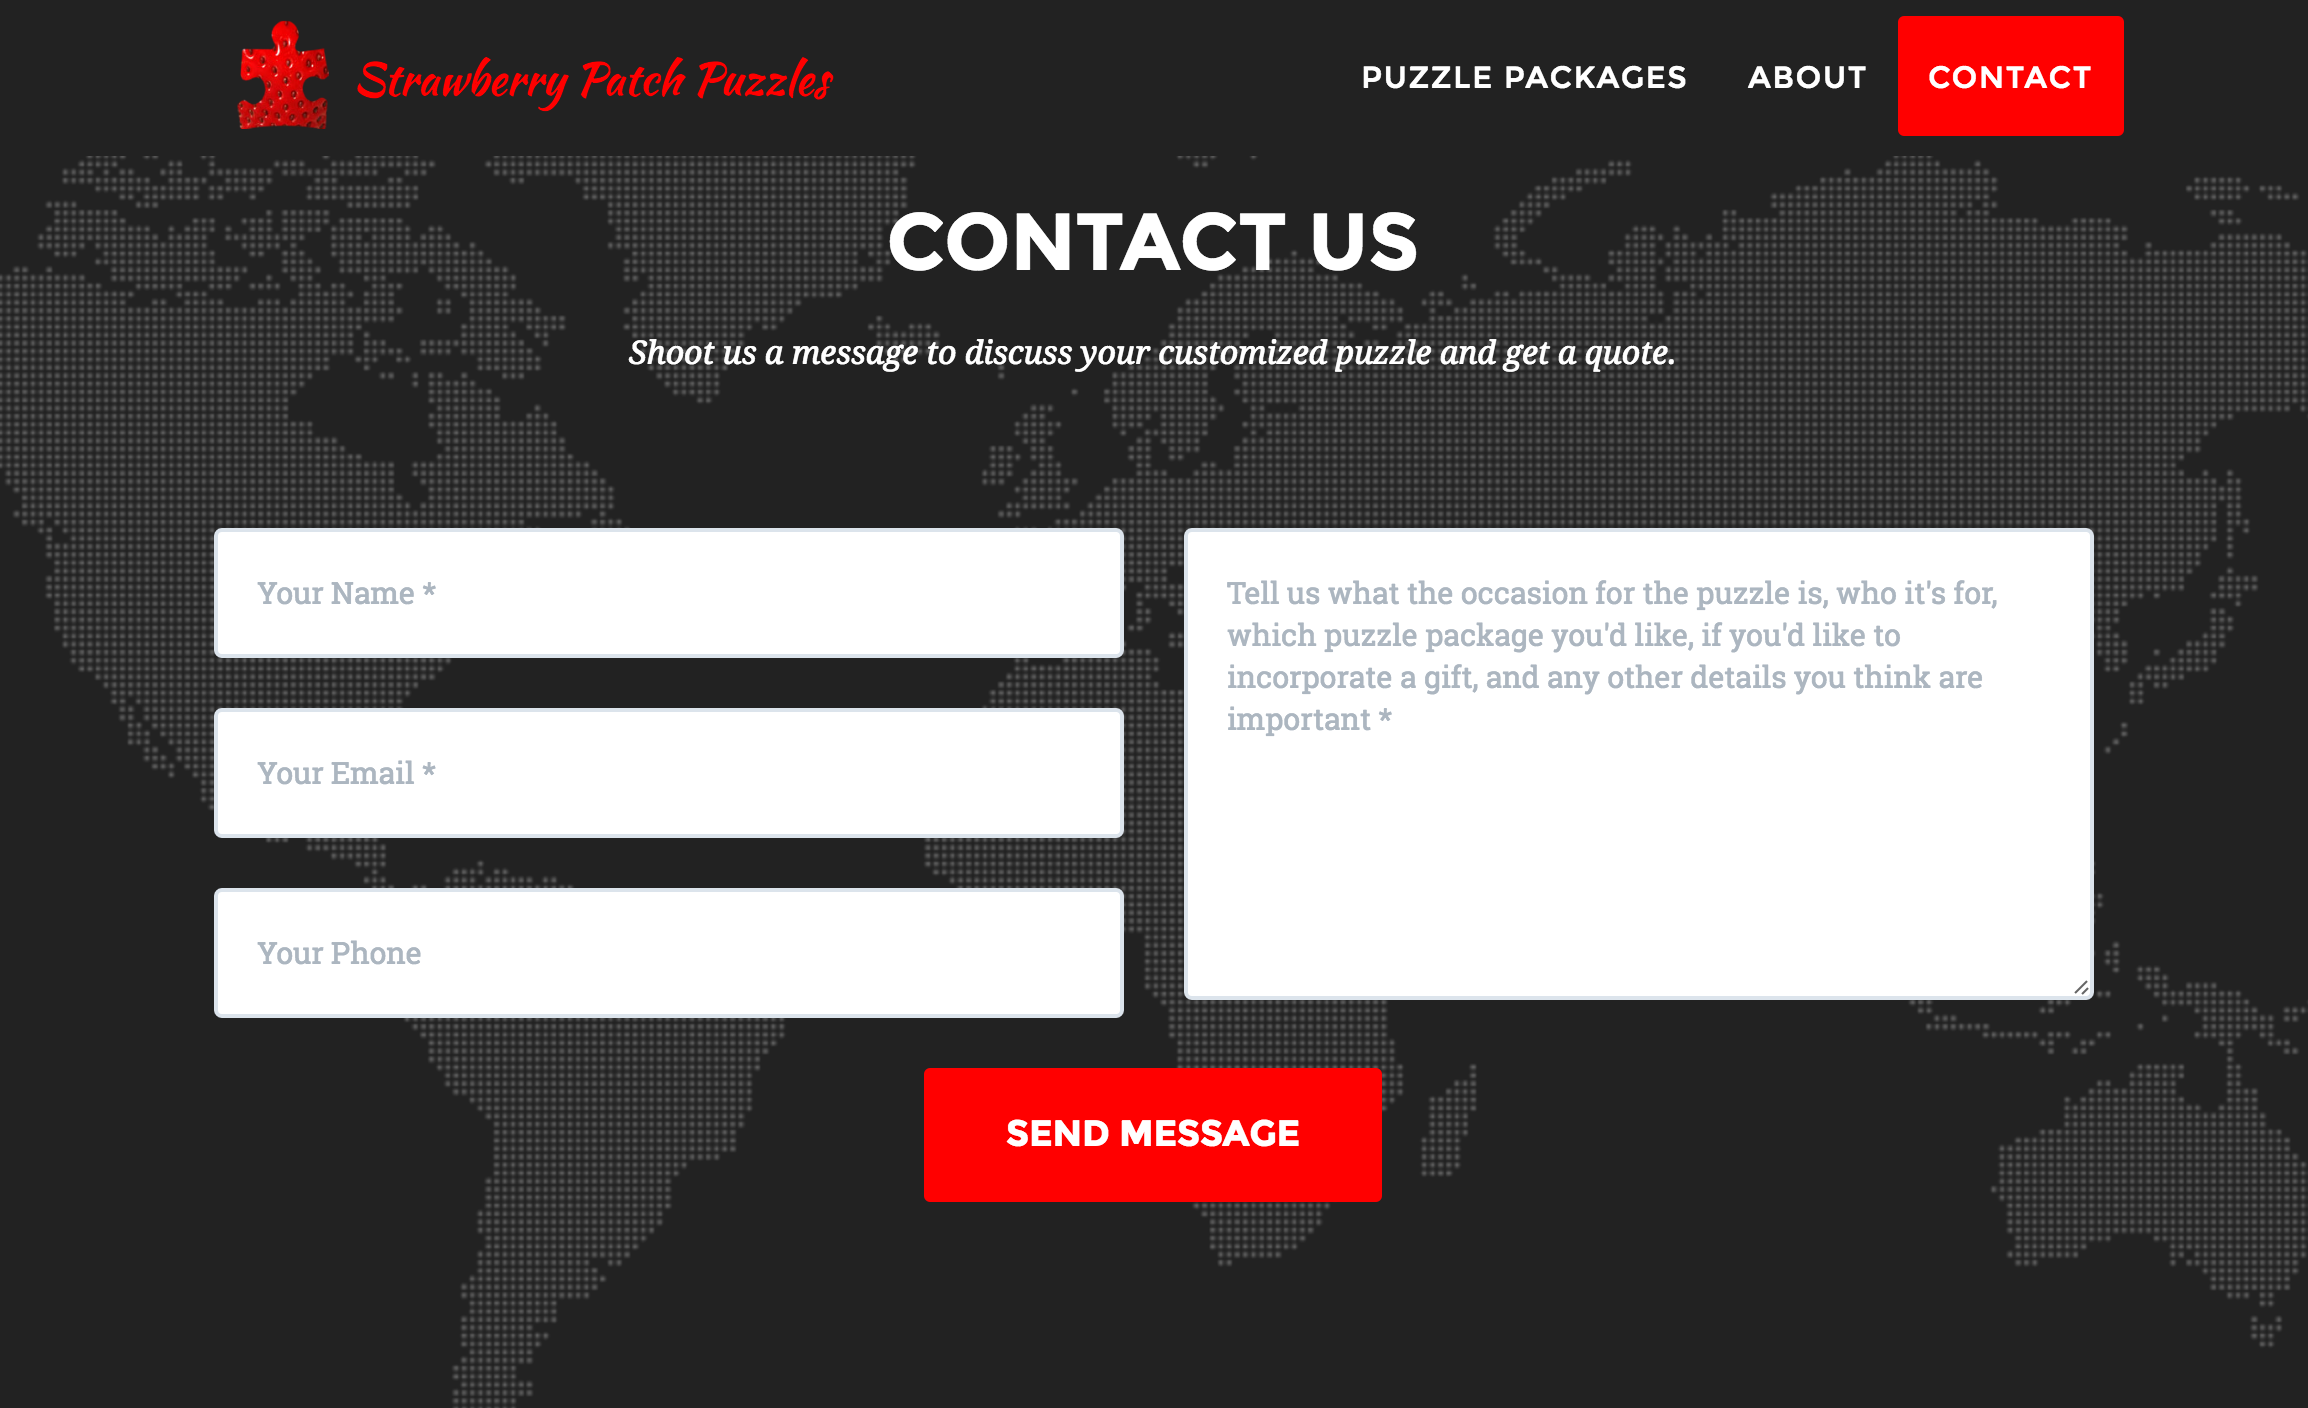 Strawberry Patch Puzzles
PUZZLE PACKAGES
ABOUT
CONTACT
CONTACT US
Shoot us a message to discuss your customized puzzle and get a quote.
Your Name *
Your Email *
Your Phone
Tell us what the occasion for the puzzle is, who it's for,
which puzzle package you'd like, if you'd like to
incorporate a gift, and any other details you think are
important *
SEND MESSAGE